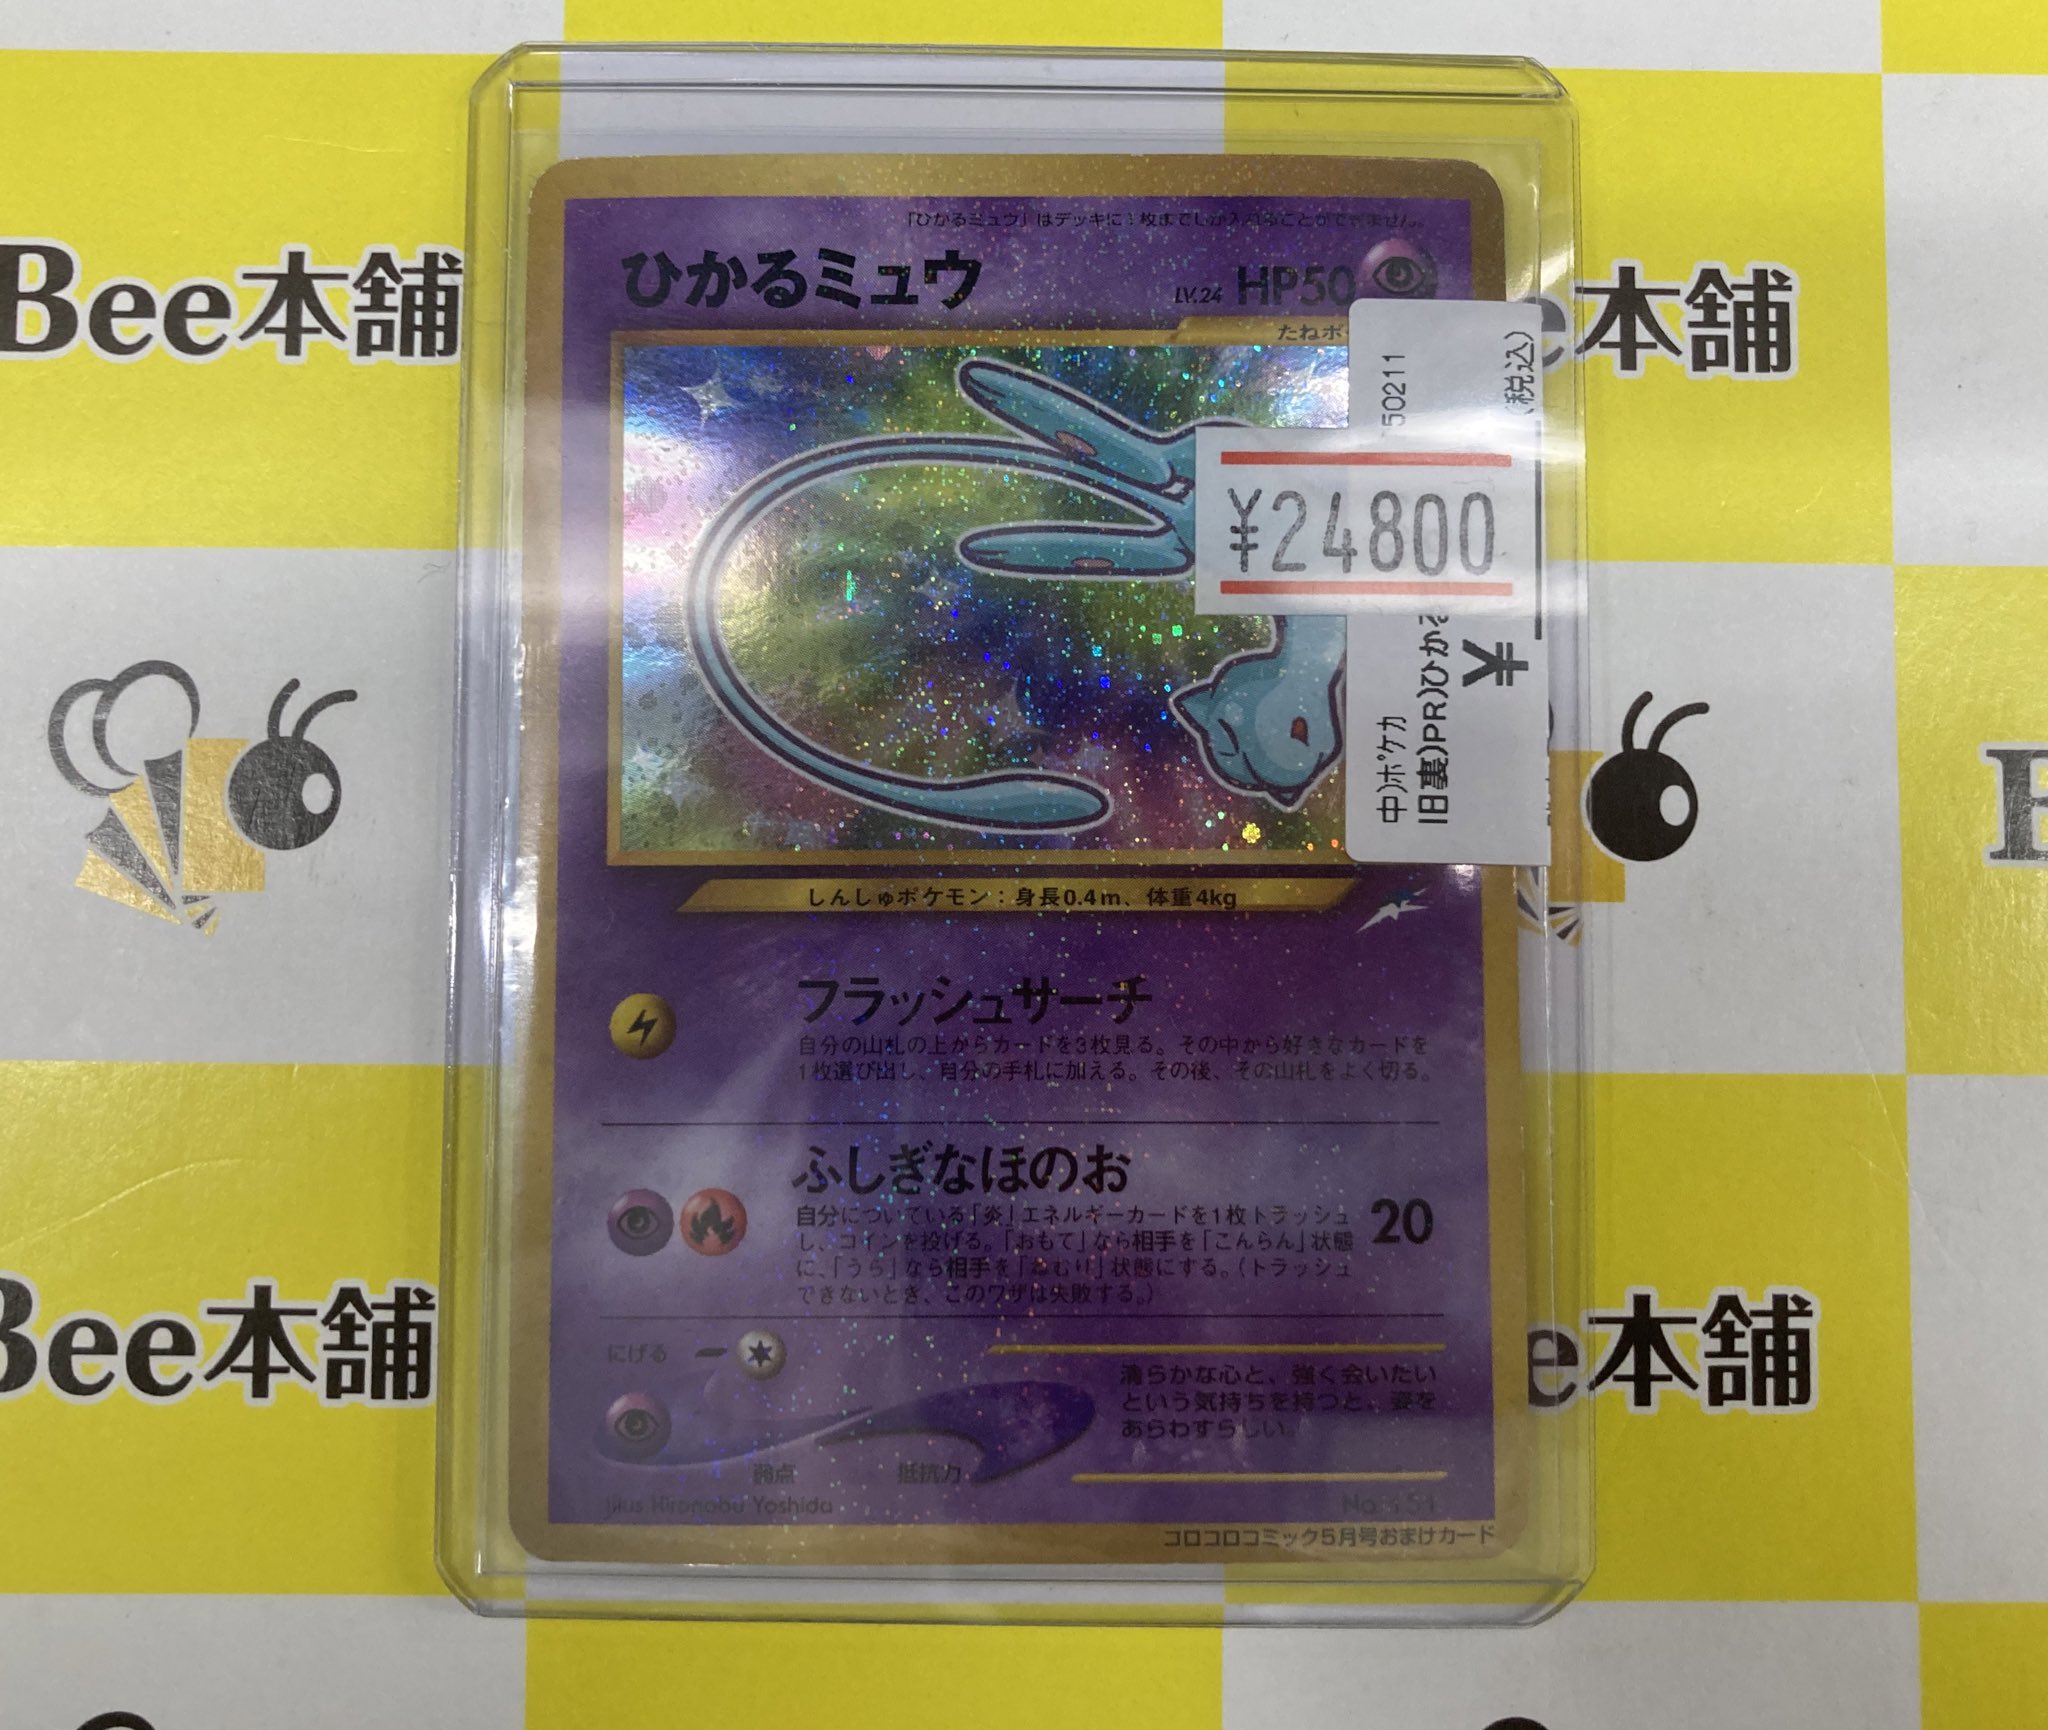 Bee本舗
「ひかるミュウ」はデッキに1枚までしか入れることができません。
ひかるミュウ
LV.24 HP50
たねポ
50211
(税込)
¥24800
¥
中)ポケカ
旧裏)PR)ひかる
しんしゅポケモン：身長0.4m、体重4kg
フラッシュサーチ
自分の山札の上からカードを3枚見る。その中から好きなカードを
1枚選び出し、自分の手札に加える。その後、その山札をよく切る。
ふしぎなほのお
20
自分についている「炎」エネルギーカードを1枚トラッシュ
し、コインを投げる。「おもて」なら相手を「こんらん」状態
に、「うら」なら相手を「ねむり」状態にする。(トラッシュ
できないとき、このワザは失敗する。)
にげる
清らかな心と、強く会いたい
という気持ちを持つと、姿を
あらわすらしい。
弱点
抵抗力
illus Hironobu Yoshida
No.151
コロコロコミック5月号おまけカード
e本舗
Bee本舗
e本舗